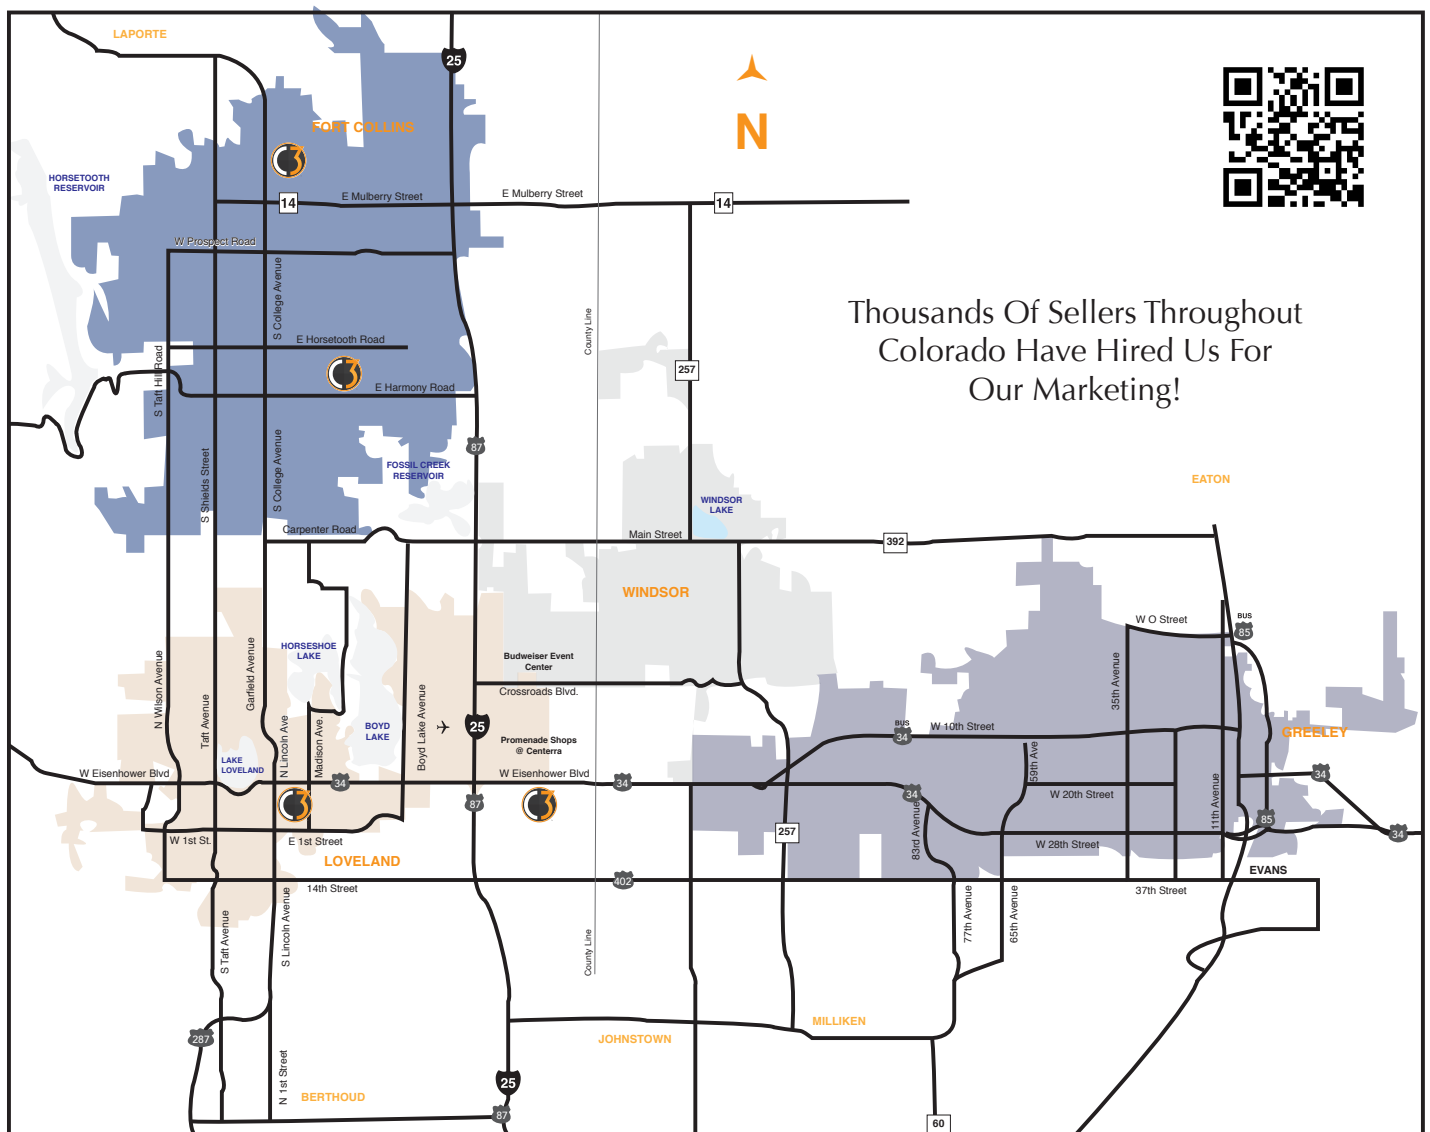 LAPORTE
25
FORT COLLINS
N
3
HORSETOOTH
RESERVOIR
E Mulberry Street
E Mulberry Street
14
14
W Prospect Road
S College Avenue
County Line
Thousands Of Sellers Throughout
Colorado Have Hired Us For
Our Marketing!
E Horsetooth Road
S Taft Hill Road
3
257
E Harmony Road
S Shields Street
S College Avenue
87
FOSSIL CREEK
RESERVOIR
EATON
WINDSOR
LAKE
Carpenter Road
Main Street
392
WINDSOR
BUS
85
W O Street
HORSESHOE
LAKE
Budweiser Event
Center
Crossroads Blvd.
N Wilson Avenue
Taft Avenue
Garfield Avenue
N Lincoln Ave
Madison Ave.
BOYD
LAKE
Boyd Lake Avenue
25
35th Avenue
BUS
34
W 10th Street
GREELEY
Promenade Shops
@ Centerra
LAKE
LOVELAND
W Eisenhower Blvd
34
W Eisenhower Blvd
34
59th Ave
34
3
3
87
34
W 20th Street
11th Avenue
85
34
257
83rd Avenue
W 1st St.
E 1st Street
W 28th Street
LOVELAND
EVANS
14th Street
402
37th Street
S Taft Avenue
S Lincoln Avenue
County Line
77th Avenue
65th Avenue
287
MILLIKEN
JOHNSTOWN
N 1st Street
25
BERTHOUD
87
60